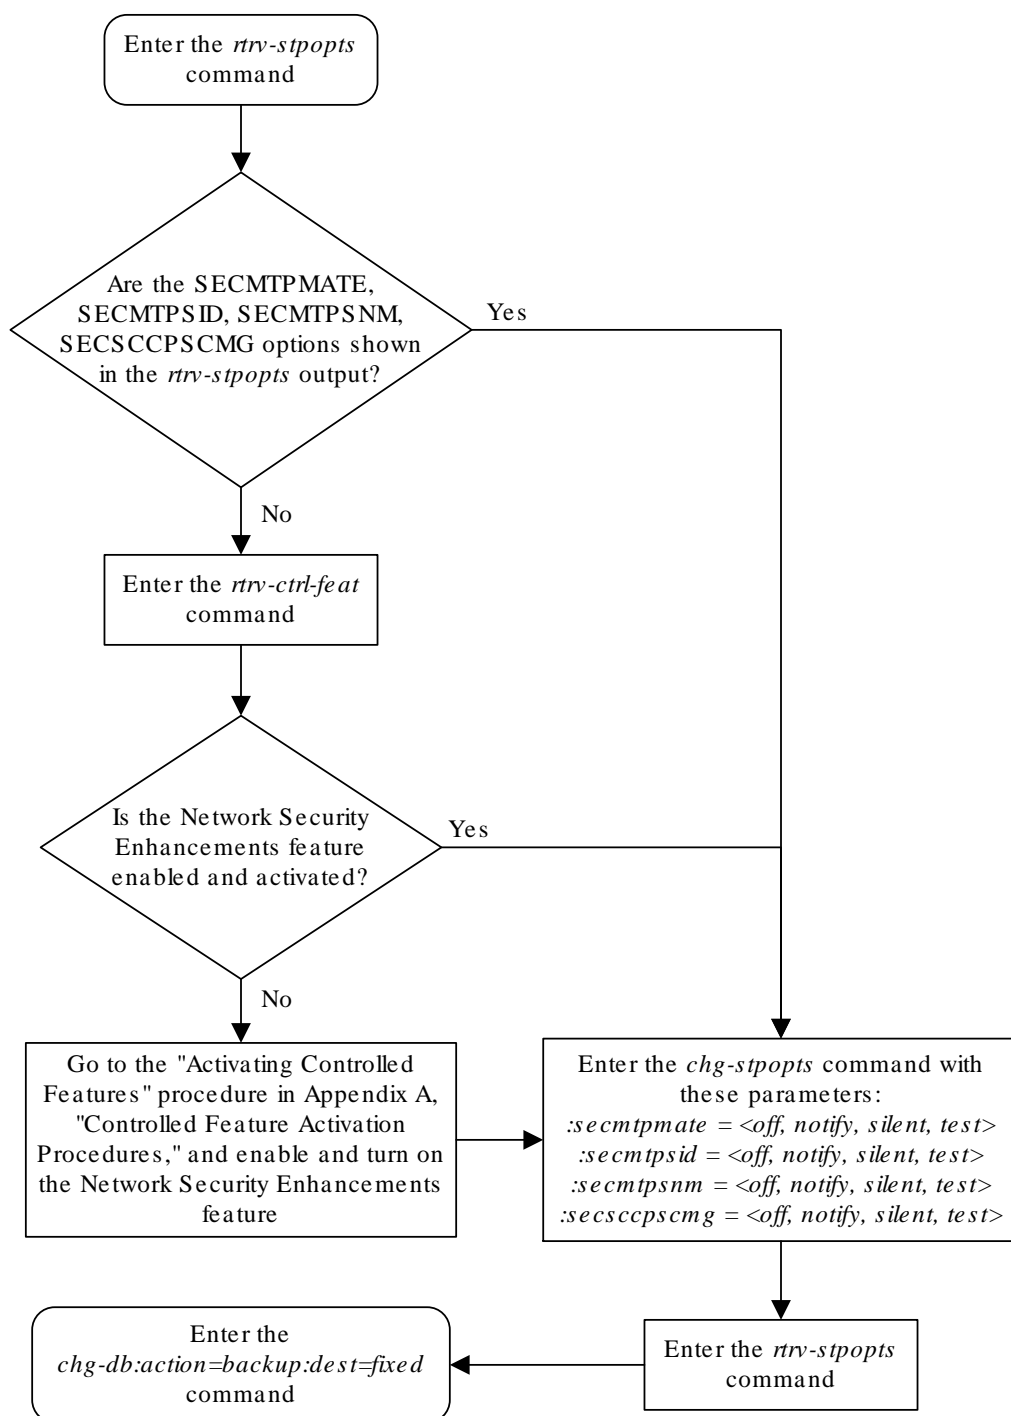 Enter the rtrv-stpopts
command
Are the SECMTPMATE,
SECMTPSID, SECMTPSNM,
SECSCCPSCMG options shown
in the rtrv-stpopts output?
Yes
No
Enter the rtrv-ctrl-feat
command
Is the Network Security
Enhancements feature
enabled and activated?
Yes
No
Go to the "Activating Controlled
Features" procedure in Appendix A,
"Controlled Feature Activation
Procedures," and enable and turn on
the Network Security Enhancements
feature
Enter the chg-stpopts command with
these parameters:
:secmtpmate = <off, notify, silent, test>
:secmtpsid = <off, notify, silent, test>
:secmtpsnm = <off, notify, silent, test>
:secsccpscmg = <off, notify, silent, test>
Enter the rtrv-stpopts
command
Enter the
chg-db:action=backup:dest=fixed
command